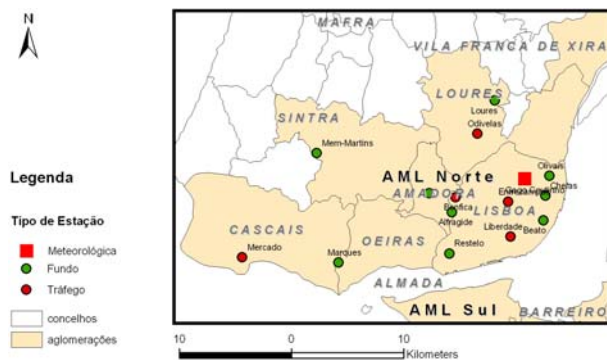 N
Legenda
Tipo de Estação
Meteorológica
Fundo
Tráfego
concelhos
aglomerações
MAFRA
VILA FRANCA DE XIRA
LOURES
Loures
Odivelas
SINTRA
Mem-Martins
AML Norte
Olivais
Chelas
AMADORA
Benfica
Alfragide
LISBOA
Liberdade
Beato
CASCAIS
Mercado
OEIRAS
Marques
Restelo
ALMADA
AML Sul
BARREIRO
10 0 10
Kilometers